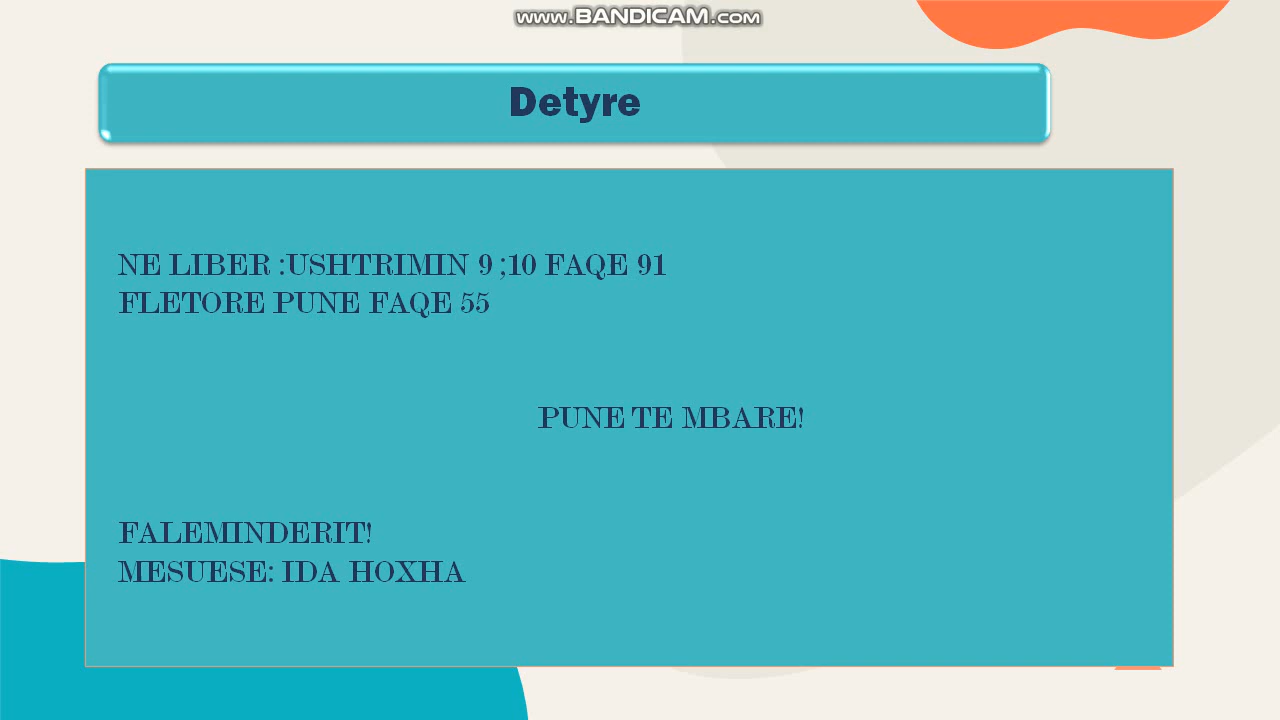 www.BANDICAM.com
Detyre
NE LIBER :USHTRIMIN 9 ;10 FAQE 91
FLETORE PUNE FAQE 55
PUNE TE MBARE!
FALEMINDERIT!
MESUESE: IDA HOXHA